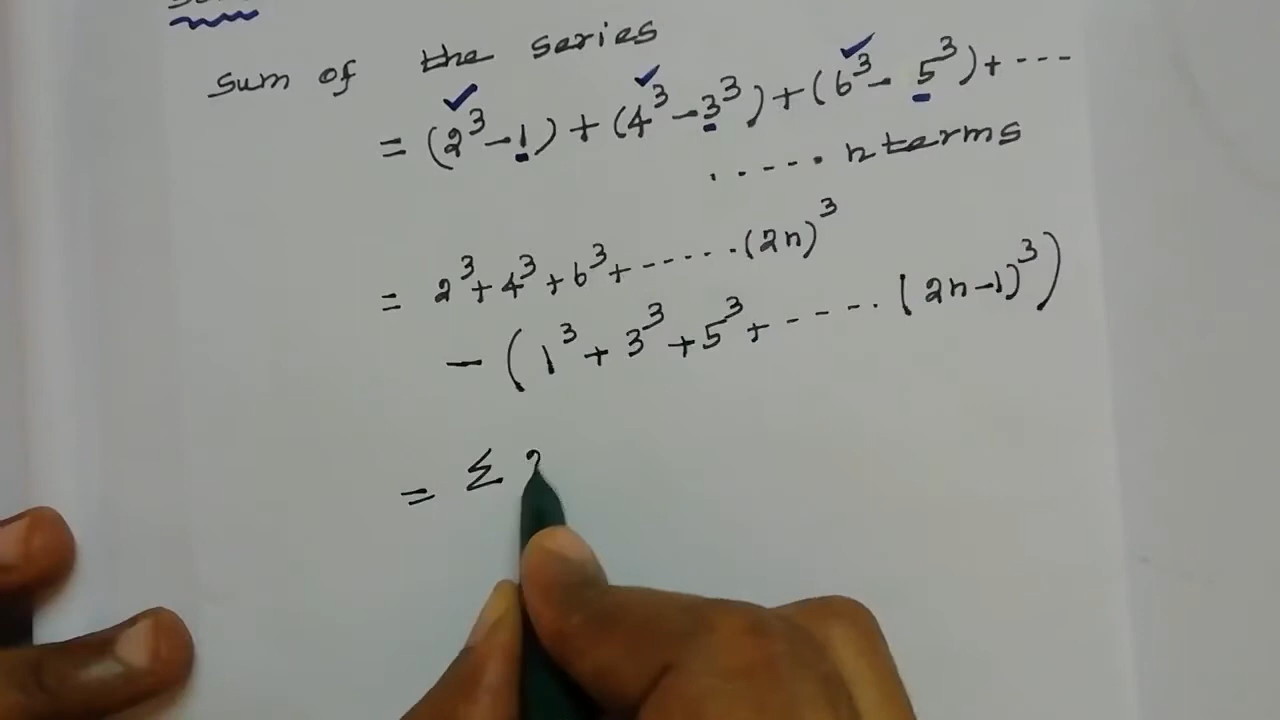 Sum of the series
= (2³ - 1) + (4³ - 3³) + (6³ - 5³) + ---
. ---- . n terms
= 2³ + 4³ + 6³ + ------ . (2n)³
- (1³ + 3³ + 5³ + ---- . (2n-1)³)
= Σ